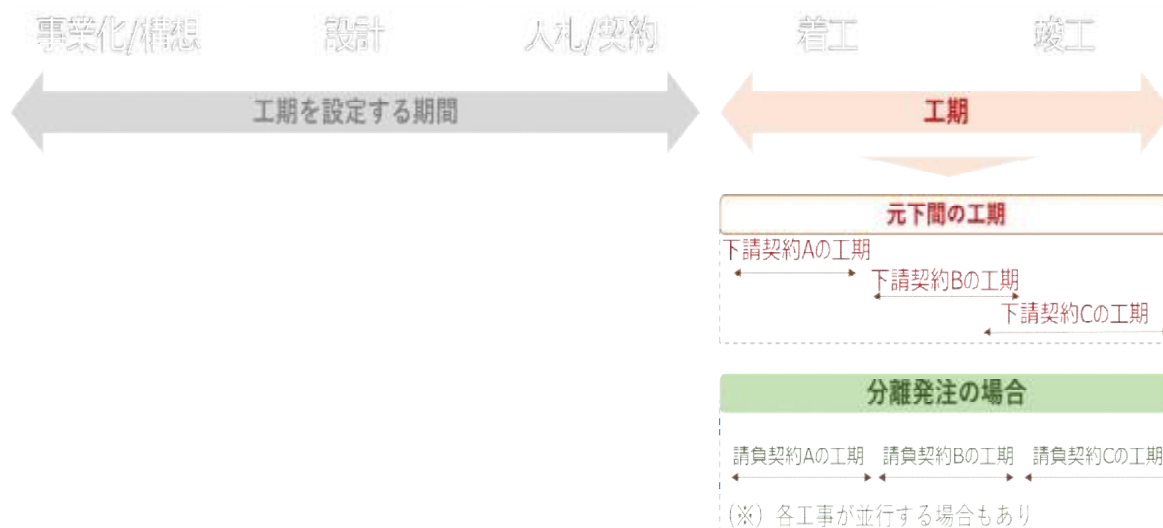 事業化/構想 設計 入札/契約 着工 竣工
工期を設定する期間 工期
元下間の工期
下請契約Aの工期
下請契約Bの工期
下請契約Cの工期
分離発注の場合
請負契約Aの工期 請負契約Bの工期 請負契約Cの工期
(※) 各工事が並行する場合もあり